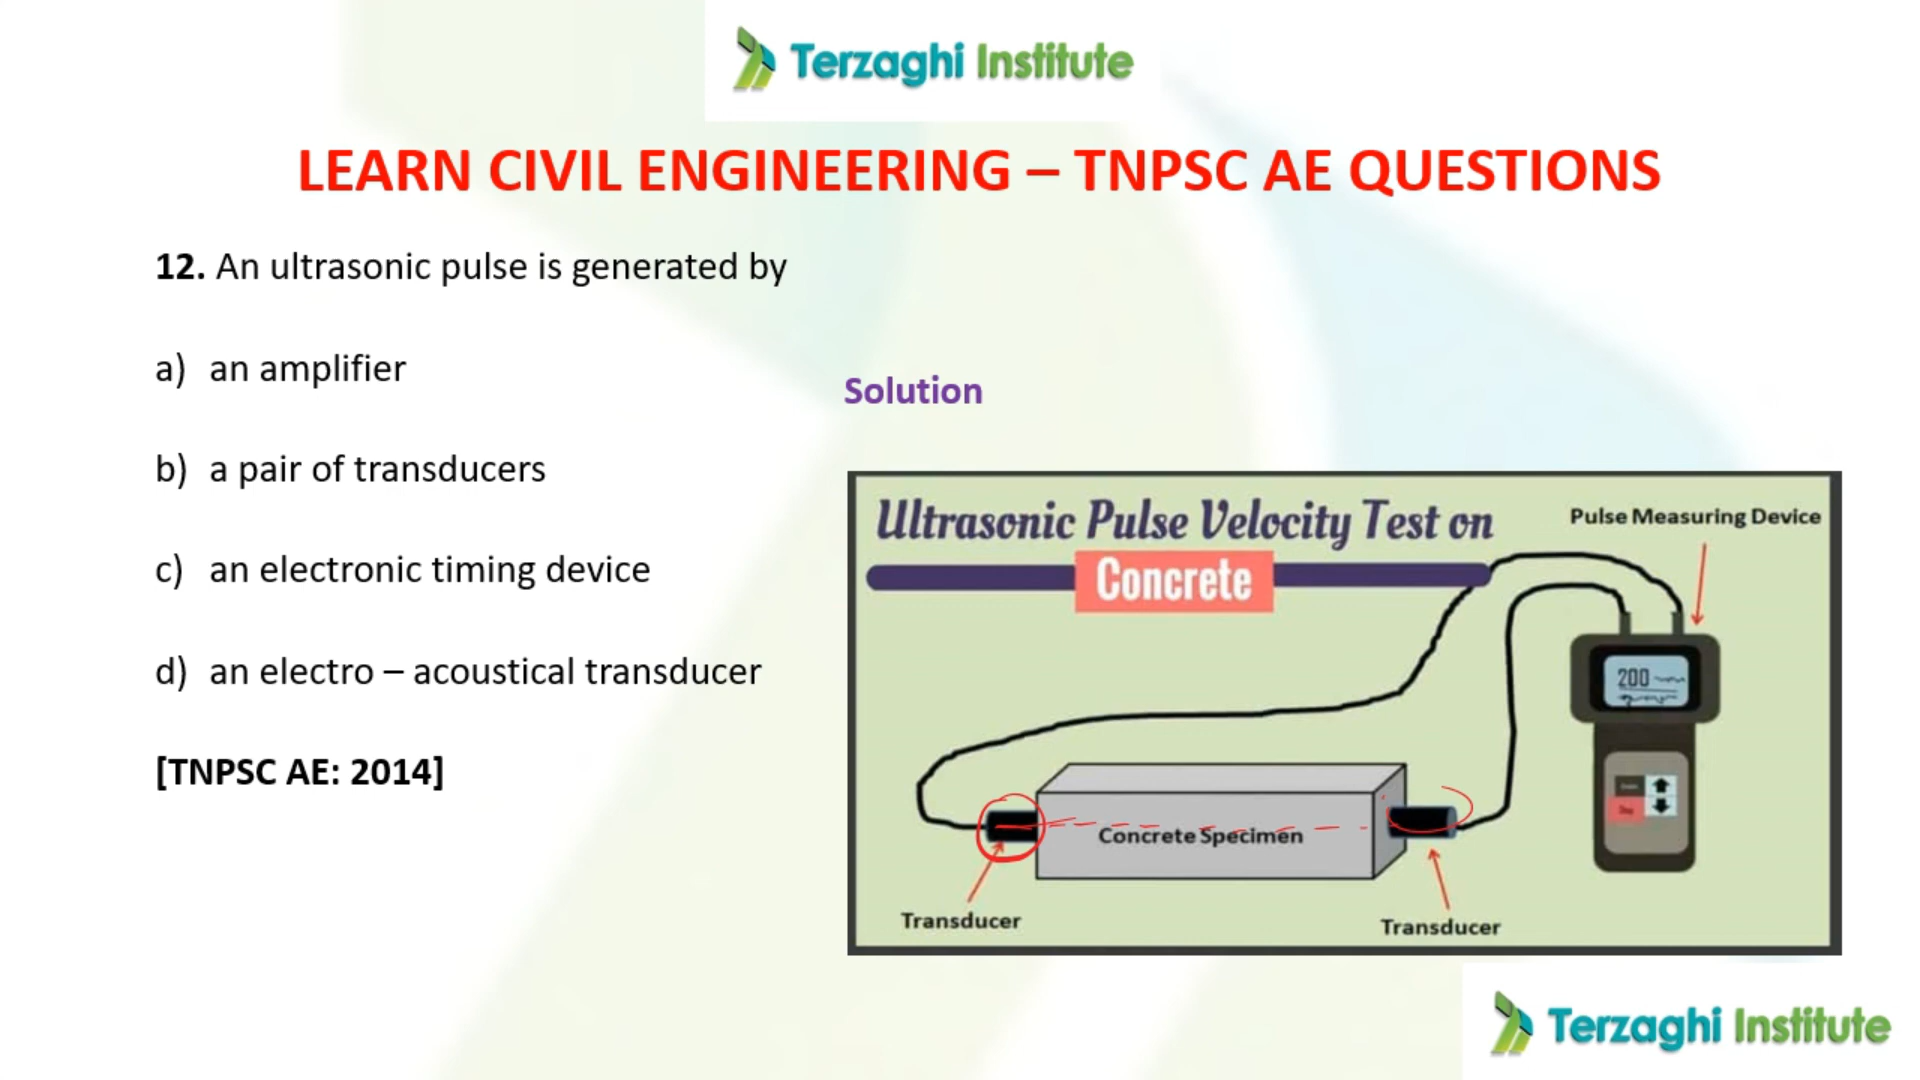 Terzaghi Institute
LEARN CIVIL ENGINEERING – TNPSC AE QUESTIONS
12. An ultrasonic pulse is generated by
a) an amplifier
b) a pair of transducers
c) an electronic timing device
d) an electro – acoustical transducer
[TNPSC AE: 2014]
Solution
Ultrasonic Pulse Velocity Test on
Concrete
Pulse Measuring Device
200
Concrete Specimen
Transducer
Transducer
Terzaghi Institute